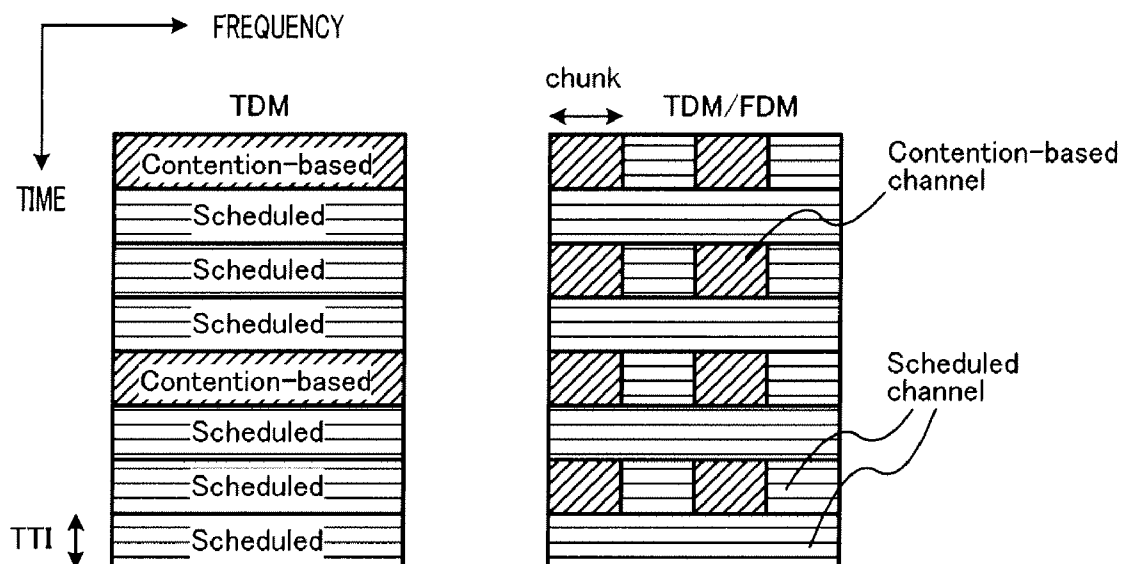 FREQUENCY
TIME
TDM
Contention-based
Scheduled
Scheduled
Scheduled
Contention-based
Scheduled
Scheduled
Scheduled
TTI
chunk
TDM/FDM
Contention-based
channel
Scheduled
channel